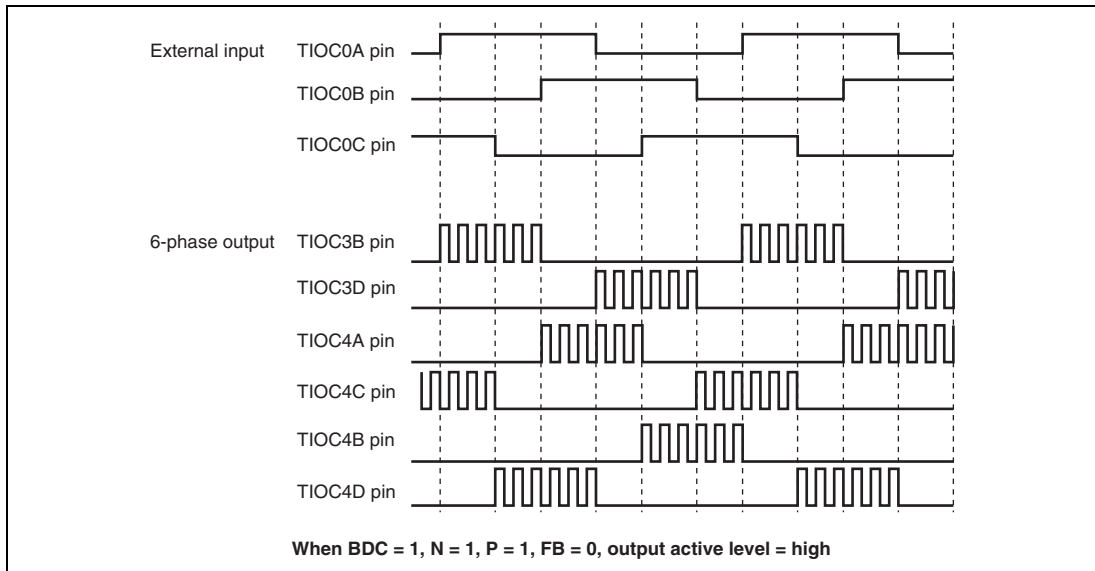 External input TIOC0A pin
TIOC0B pin
TIOC0C pin
6-phase output TIOC3B pin
TIOC3D pin
TIOC4A pin
TIOC4C pin
TIOC4B pin
TIOC4D pin
When BDC = 1, N = 1, P = 1, FB = 0, output active level = high